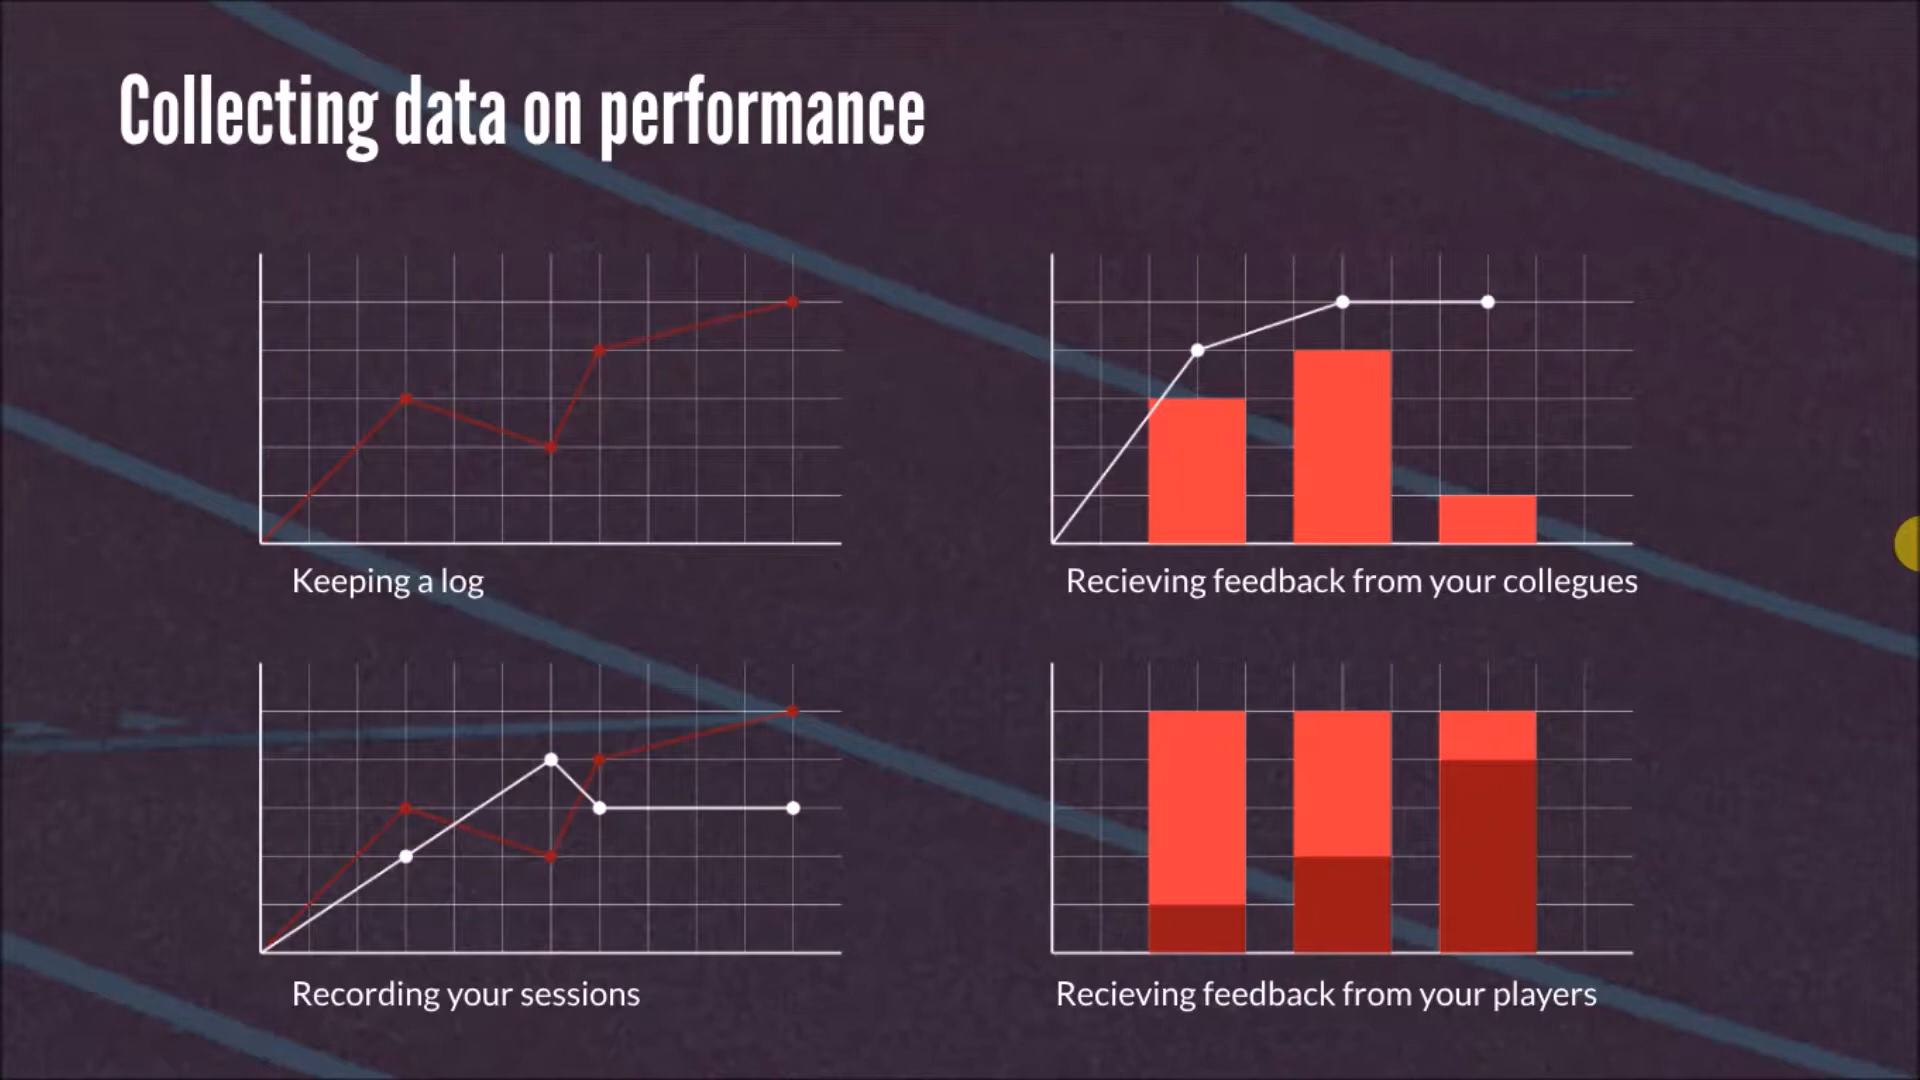 Collecting data on performance
Keeping a log
Recieving feedback from your collegues
Recording your sessions
Recieving feedback from your players